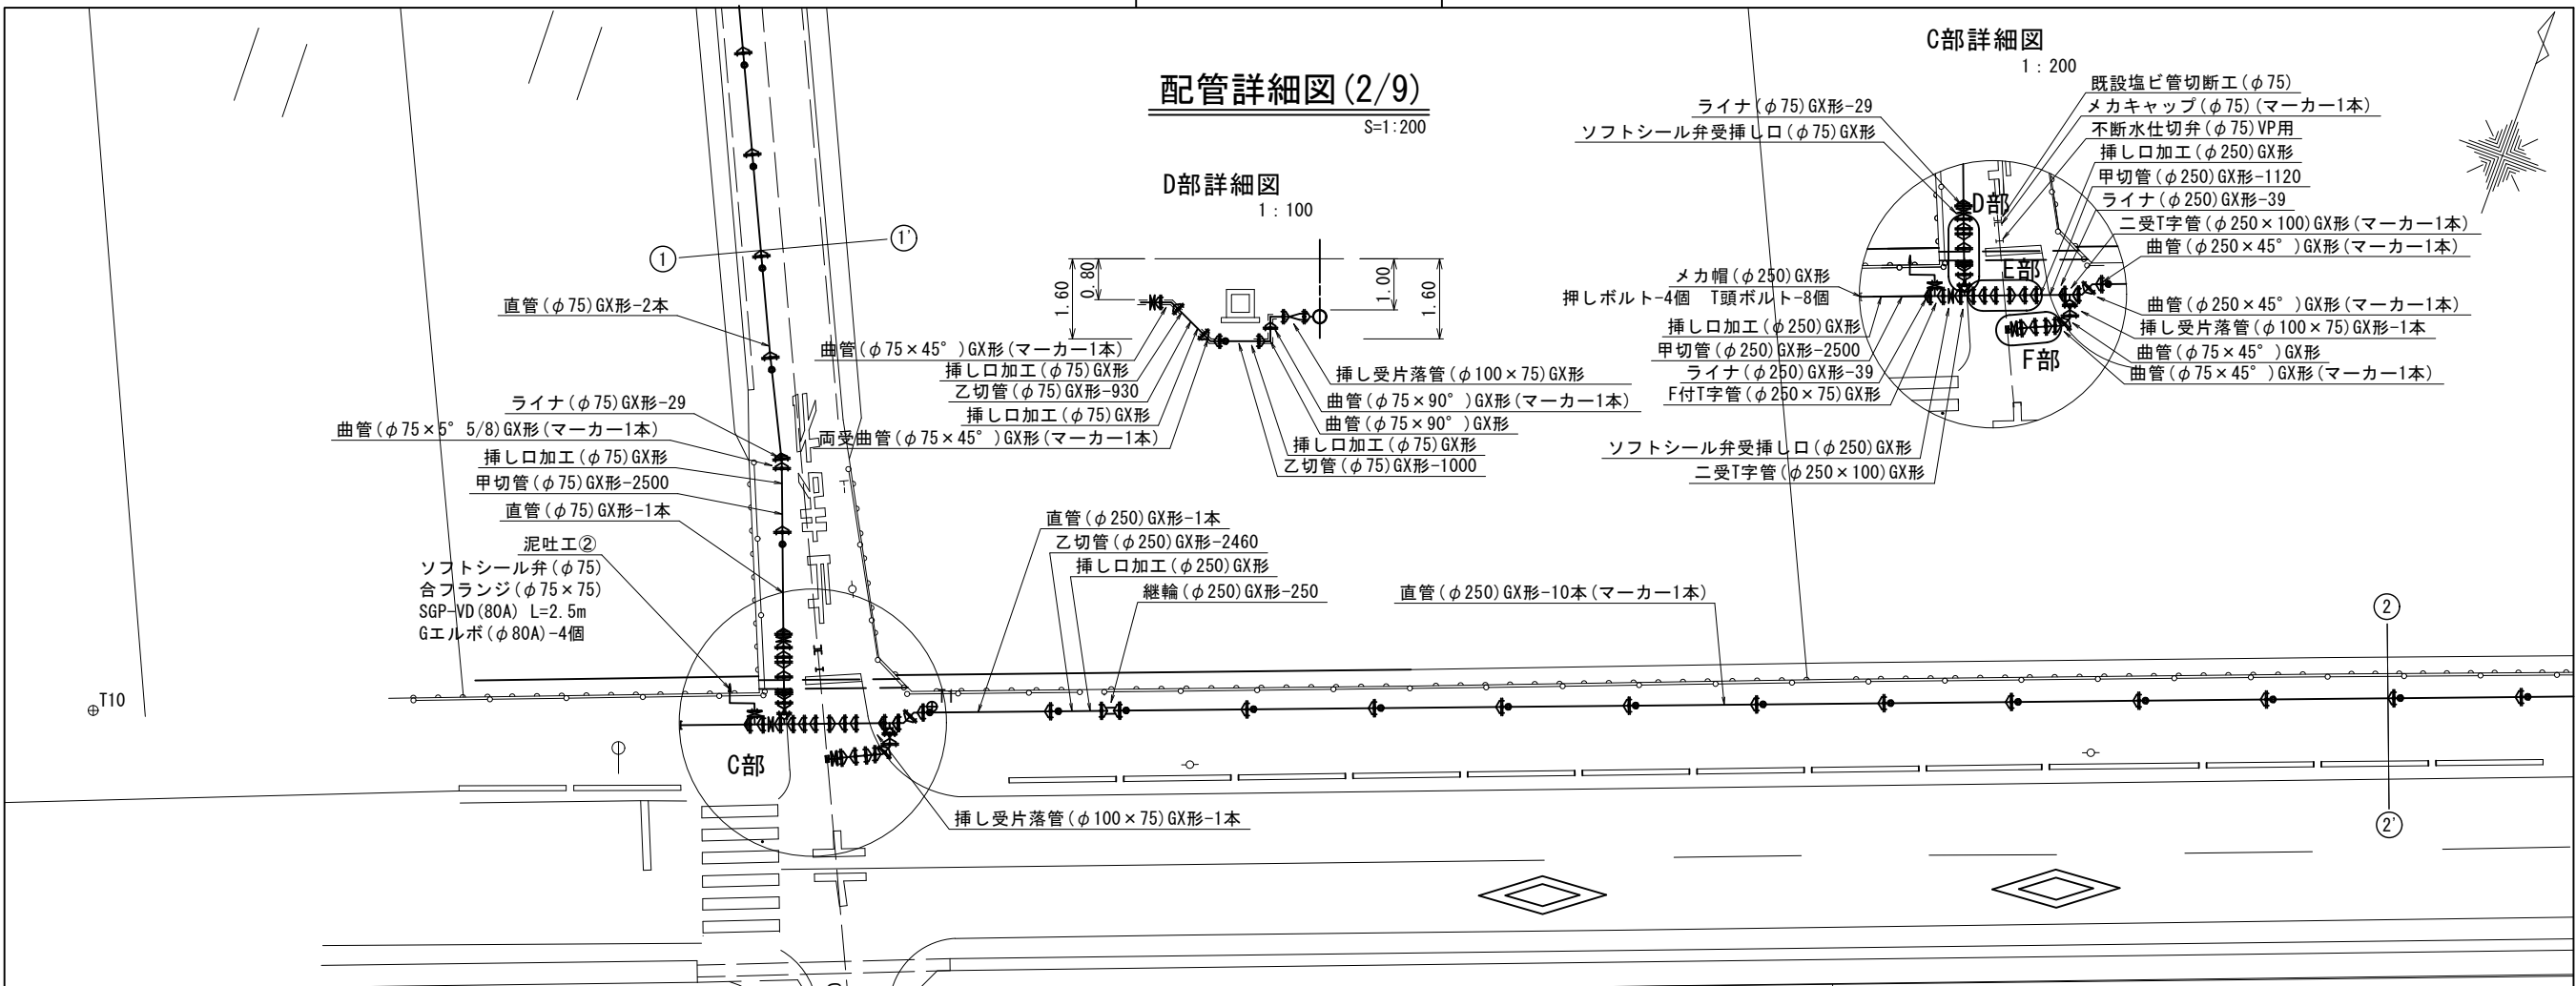 配管詳細図(2/9)
S=1:200
D部詳細図
1：100
1.60
0.80
1.00
1.60
曲管(φ75×45°)GX形(マーカー1本)
挿し口加工(φ75)GX形
乙切管(φ75)GX形-930
挿し口加工(φ75)GX形
両受曲管(φ75×45°)GX形(マーカー1本)
挿し受片落管(φ100×75)GX形
曲管(φ75×90°)GX形(マーカー1本)
曲管(φ75×90°)GX形
挿し口加工(φ75)GX形
乙切管(φ75)GX形-1000
C部詳細図
1：200
ライナ(φ75)GX形-29
ソフトシール弁受挿し口(φ75)GX形
既設塩ビ管切断工(φ75)
メカキャップ(φ75)(マーカー1本)
不断水仕切弁(φ75)VP用
挿し口加工(φ250)GX形
甲切管(φ250)GX形-1120
ライナ(φ250)GX形-39
二受T字管(φ250×100)GX形(マーカー1本)
曲管(φ250×45°)GX形(マーカー1本)
D部
E部
F部
メカ帽(φ250)GX形
押しボルト-4個　T頭ボルト-8個
挿し口加工(φ250)GX形
甲切管(φ250)GX形-2500
ライナ(φ250)GX形-39
F付T字管(φ250×75)GX形
ソフトシール弁受挿し口(φ250)GX形
二受T字管(φ250×100)GX形
曲管(φ250×45°)GX形(マーカー1本)
挿し受片落管(φ100×75)GX形-1本
曲管(φ75×45°)GX形
曲管(φ75×45°)GX形(マーカー1本)
①
①'
直管(φ75)GX形-2本
ライナ(φ75)GX形-29
曲管(φ75×5°5/8)GX形(マーカー1本)
挿し口加工(φ75)GX形
甲切管(φ75)GX形-2500
直管(φ75)GX形-1本
泥吐工②
ソフトシール弁(φ75)
合フランジ(φ75×75)
SGP-VD(80A) L=2.5m
Gエルボ(φ80A)-4個
直管(φ250)GX形-1本
乙切管(φ250)GX形-2460
挿し口加工(φ250)GX形
継輪(φ250)GX形-250
直管(φ250)GX形-10本(マーカー1本)
②
T10
C部
挿し受片落管(φ100×75)GX形-1本
②'